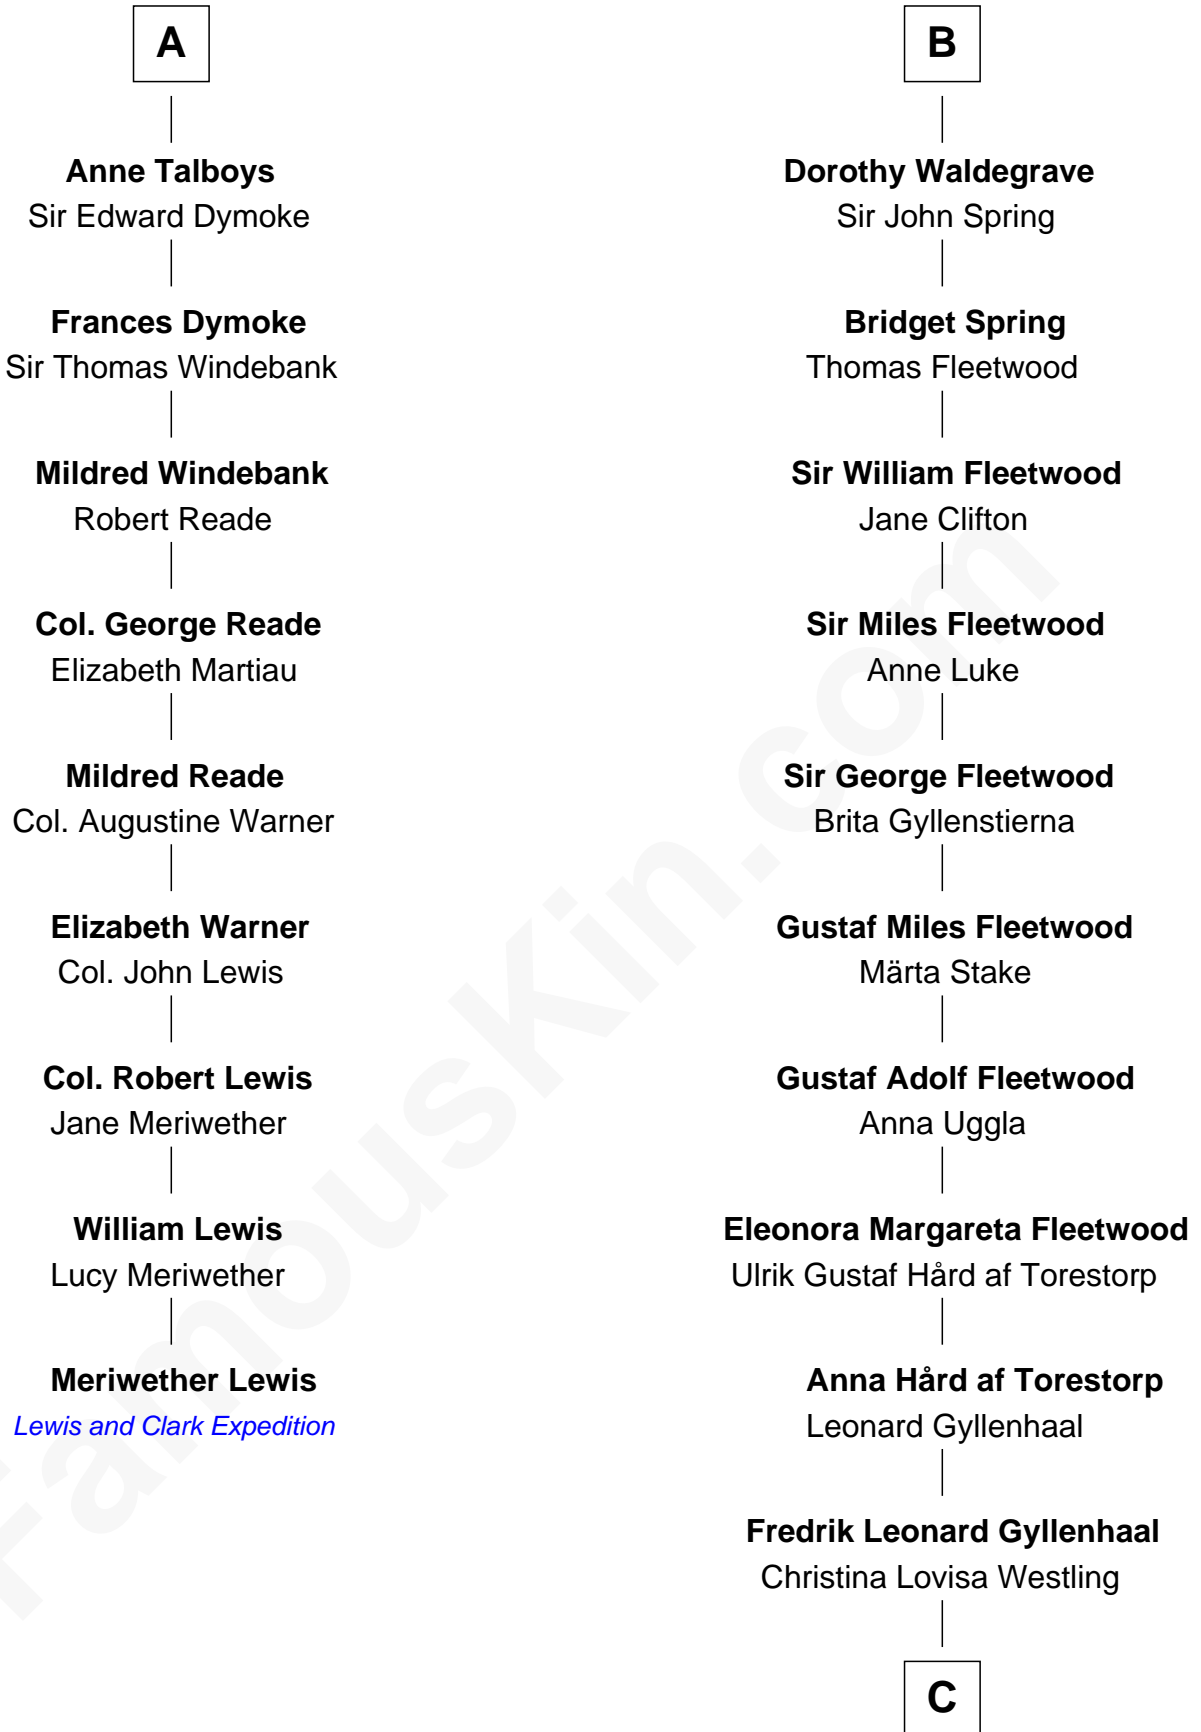 A
Anne Talboys
Sir Edward Dymoke
Frances Dymoke
Sir Thomas Windebank
Mildred Windebank
Robert Reade
Col. George Reade
Elizabeth Martiau
Mildred Reade
Col. Augustine Warner
Elizabeth Warner
Col. John Lewis
Col. Robert Lewis
Jane Meriwether
William Lewis
Lucy Meriwether
Meriwether Lewis
Lewis and Clark Expedition
B
Dorothy Waldegrave
Sir John Spring
Bridget Spring
Thomas Fleetwood
Sir William Fleetwood
Jane Clifton
Sir Miles Fleetwood
Anne Luke
Sir George Fleetwood
Brita Gyllenstierna
Gustaf Miles Fleetwood
Märta Stake
Gustaf Adolf Fleetwood
Anna Uggla
Eleonora Margareta Fleetwood
Ulrik Gustaf Hård af Torestorp
Anna Hård af Torestorp
Leonard Gyllenhaal
Fredrik Leonard Gyllenhaal
Christina Lovisa Westling
C
FamousKin.com